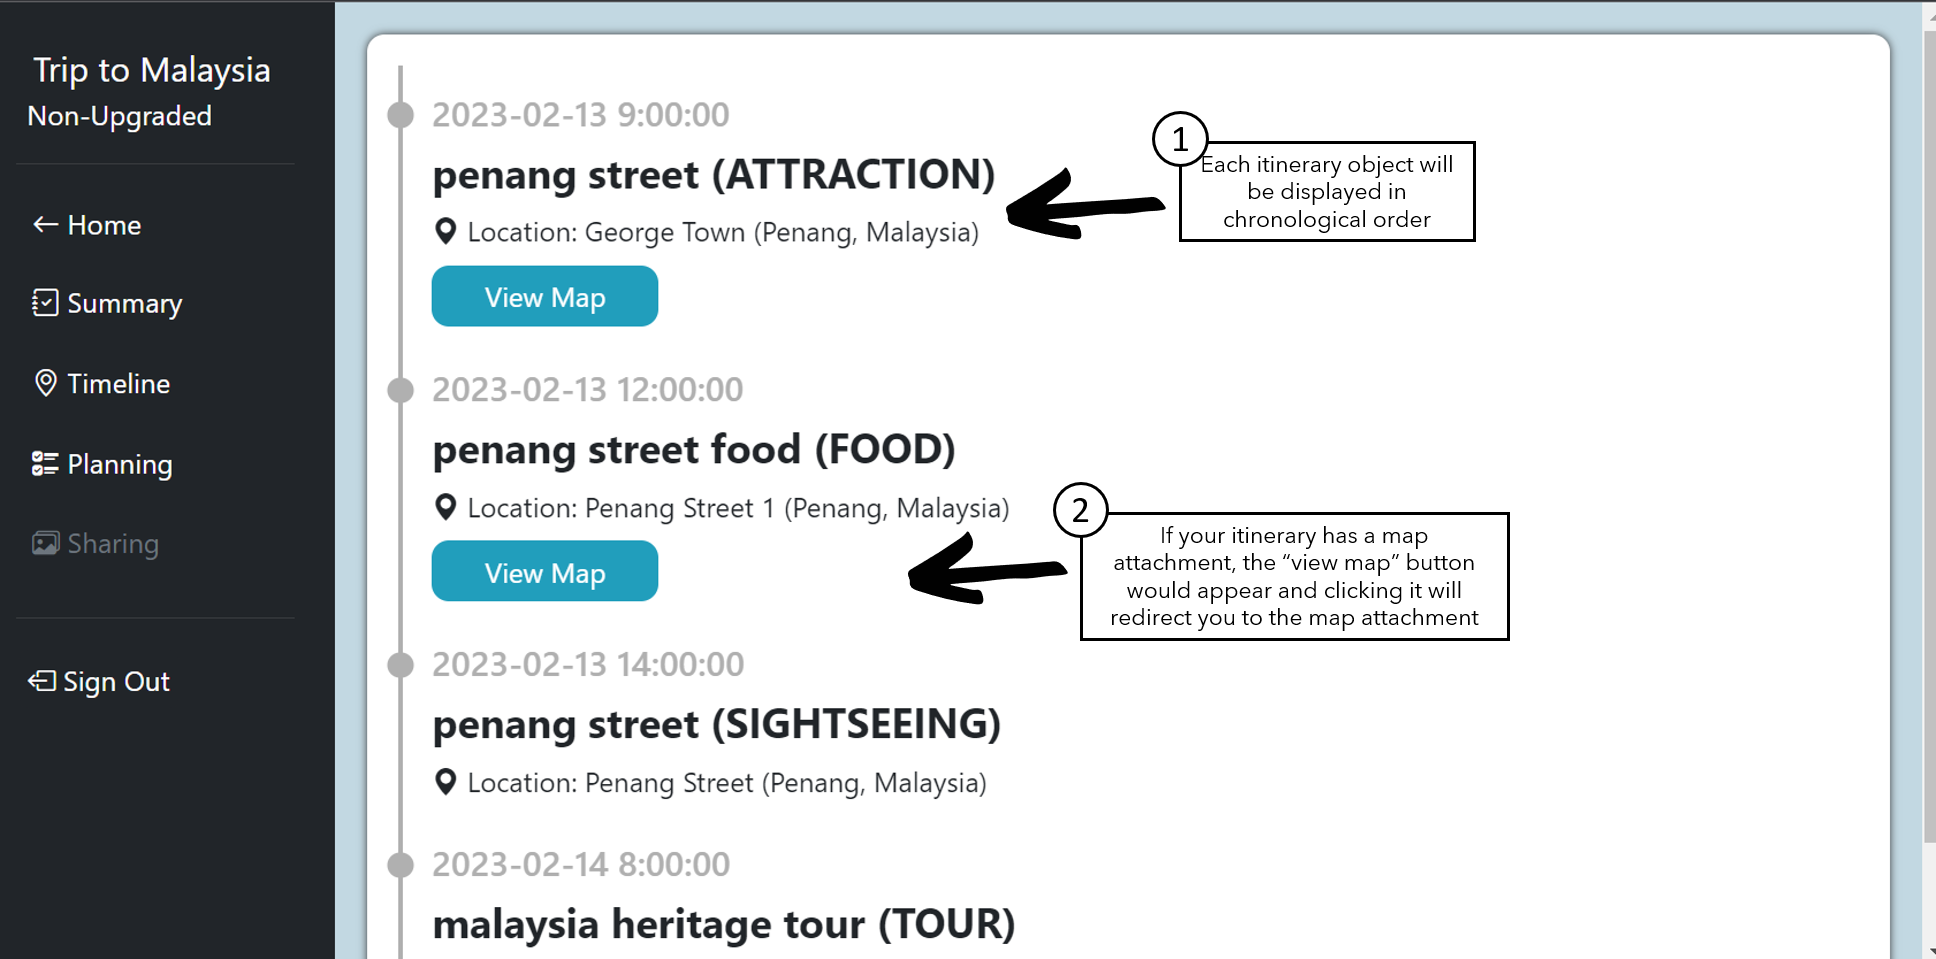 Trip to Malaysia
Non-Upgraded
Home
Summary
Timeline
Planning
Sharing
Sign Out
2023-02-13 9:00:00
penang street (ATTRACTION)
Location: George Town (Penang, Malaysia)
View Map
1
Each itinerary object will
be displayed in
chronological order
2023-02-13 12:00:00
penang street food (FOOD)
Location: Penang Street 1 (Penang, Malaysia)
View Map
2
If your itinerary has a map
attachment, the “view map” button
would appear and clicking it will
redirect you to the map attachment
2023-02-13 14:00:00
penang street (SIGHTSEEING)
Location: Penang Street (Penang, Malaysia)
2023-02-14 8:00:00
malaysia heritage tour (TOUR)